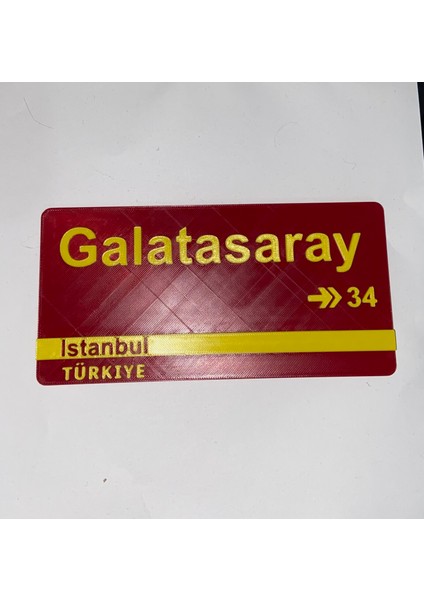 Galatasaray
34
Istanbul
TÜRKIYE